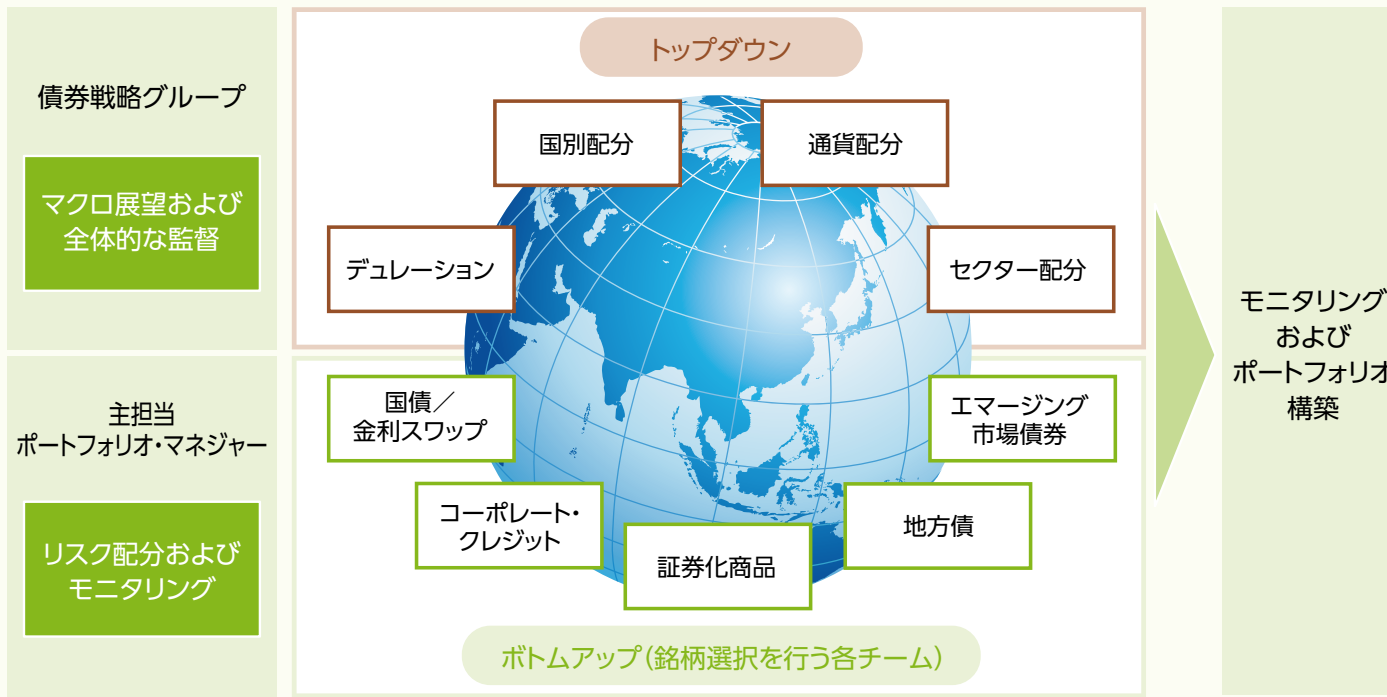 債券戦略グループ
マクロ展望および
全体的な監督
主担当
ポートフォリオ・マネジャー
リスク配分および
モニタリング
トップダウン
国別配分
通貨配分
デュレーション
セクター配分
国債／
金利スワップ
エマージング
市場債券
コーポレート・
クレジット
地方債
証券化商品
ボトムアップ（銘柄選択を行う各チーム）
モニタリング
および
ポートフォリオ
構築